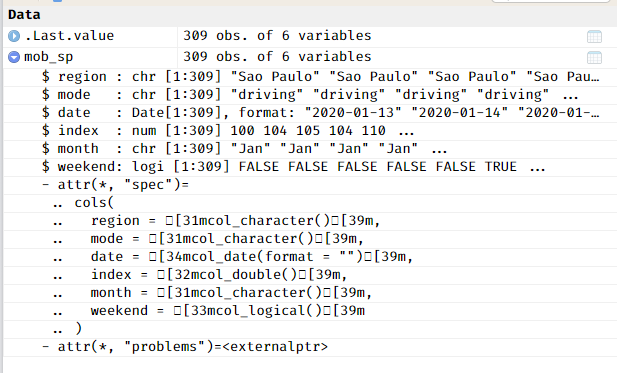 Data
.Last.value 309 obs. of 6 variables
mob_sp 309 obs. of 6 variables
$ region : chr [1:309] "Sao Paulo" "Sao Paulo" "Sao Paulo" "Sao Pau…
$ mode   : chr [1:309] "driving" "driving" "driving" "driving" ...
$ date   : Date[1:309], format: "2020-01-13" "2020-01-14" "2020-01-…
$ index  : num [1:309] 100 104 105 104 110 ...
$ month  : chr [1:309] "Jan" "Jan" "Jan" "Jan" ...
$ weekend: logi [1:309] FALSE FALSE FALSE FALSE FALSE TRUE ...
- attr(*, "spec")=
.. cols(
..   region = □[31mcol_character()□[39m,
..   mode = □[31mcol_character()□[39m,
..   date = □[34mcol_date(format = "")□[39m,
..   index = □[32mcol_double()□[39m,
..   month = □[31mcol_character()□[39m,
..   weekend = □[33mcol_logical()□[39m
.. )
- attr(*, "problems")=<externalptr>